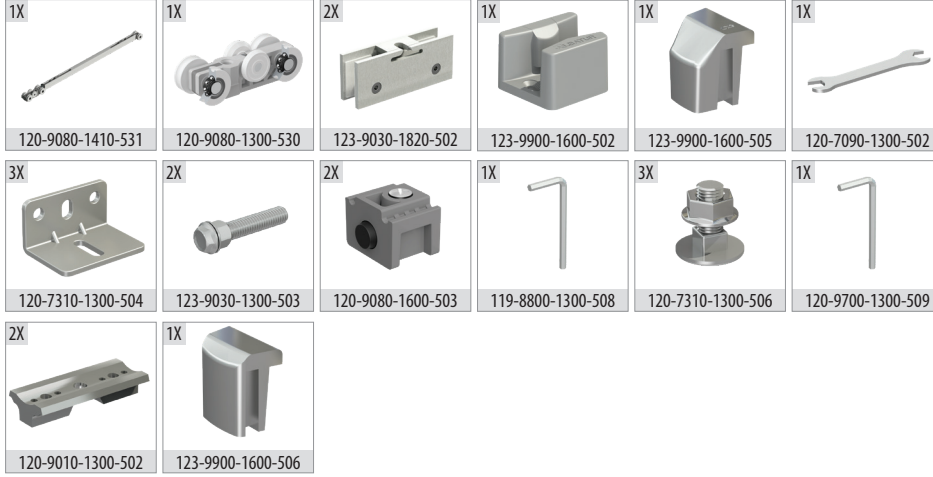 1X
120-9080-1410-531
1X
120-9080-1300-530
2X
123-9030-1820-502
1X
123-9900-1600-502
1X
123-9900-1600-505
1X
120-7090-1300-502
3X
120-7310-1300-504
2X
123-9030-1300-503
2X
120-9080-1600-503
1X
119-8800-1300-508
3X
120-7310-1300-506
1X
120-9700-1300-509
2X
120-9010-1300-502
1X
123-9900-1600-506